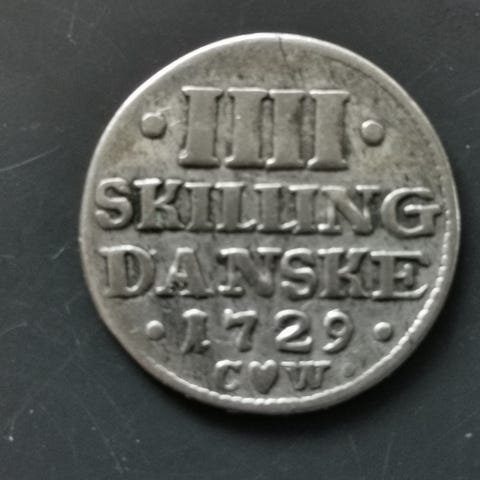 · IIII ·
SKILLING
DANSKE
· 1729 ·
C♥W ·